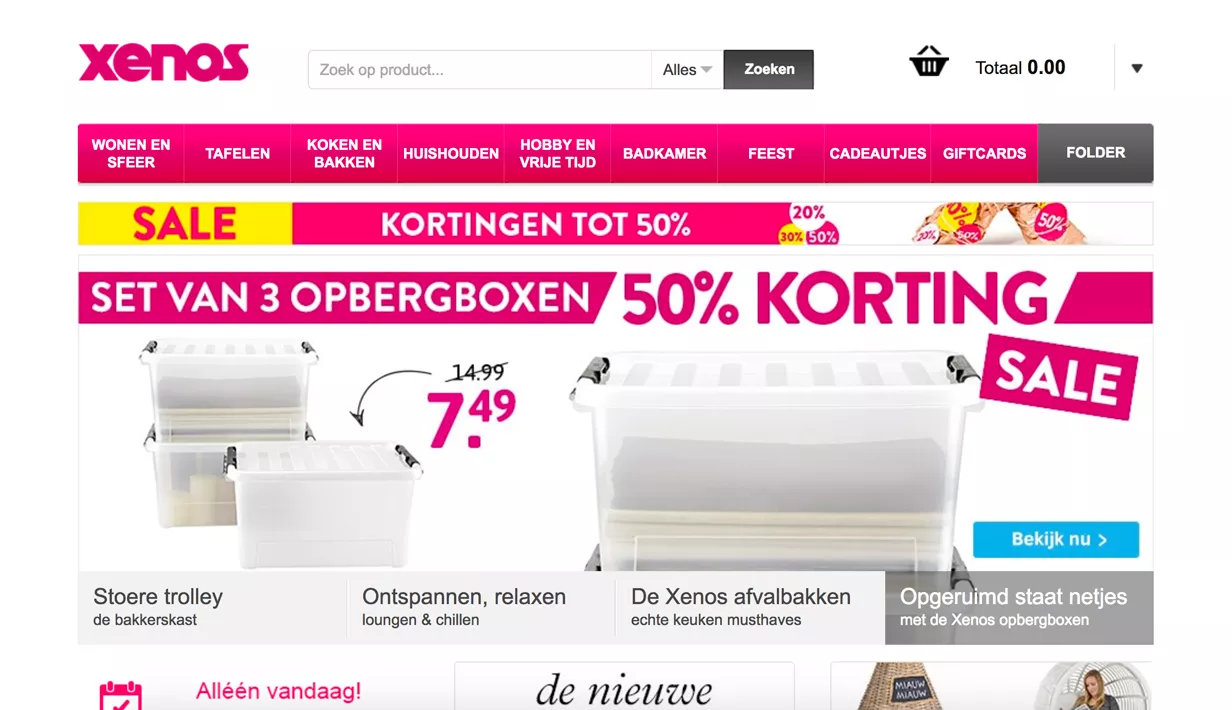 xenos
Zoek op product...
Alles
Zoeken
Totaal 0.00
WONEN EN
SFEER
TAFELEN
KOKEN EN
BAKKEN
HUISHOUDEN
HOBBY EN
VRIJE TIJD
BADKAMER
FEEST
CADEAUTJES
GIFTCARDS
FOLDER
SALE
KORTINGEN TOT 50%
20%
30% 50%
%
20%
50%
50%
SET VAN 3 OPBERGBOXEN
50% KORTING
SALE
14.99
7.49
Bekijk nu >
Stoere trolley
de bakkerskast
Ontspannen, relaxen
loungen & chillen
De Xenos afvalbakken
echte keuken musthaves
Opgeruimd staat netjes
met de Xenos opbergboxen
Alléén vandaag!
de nieuwe
MIAUW
MIAUW